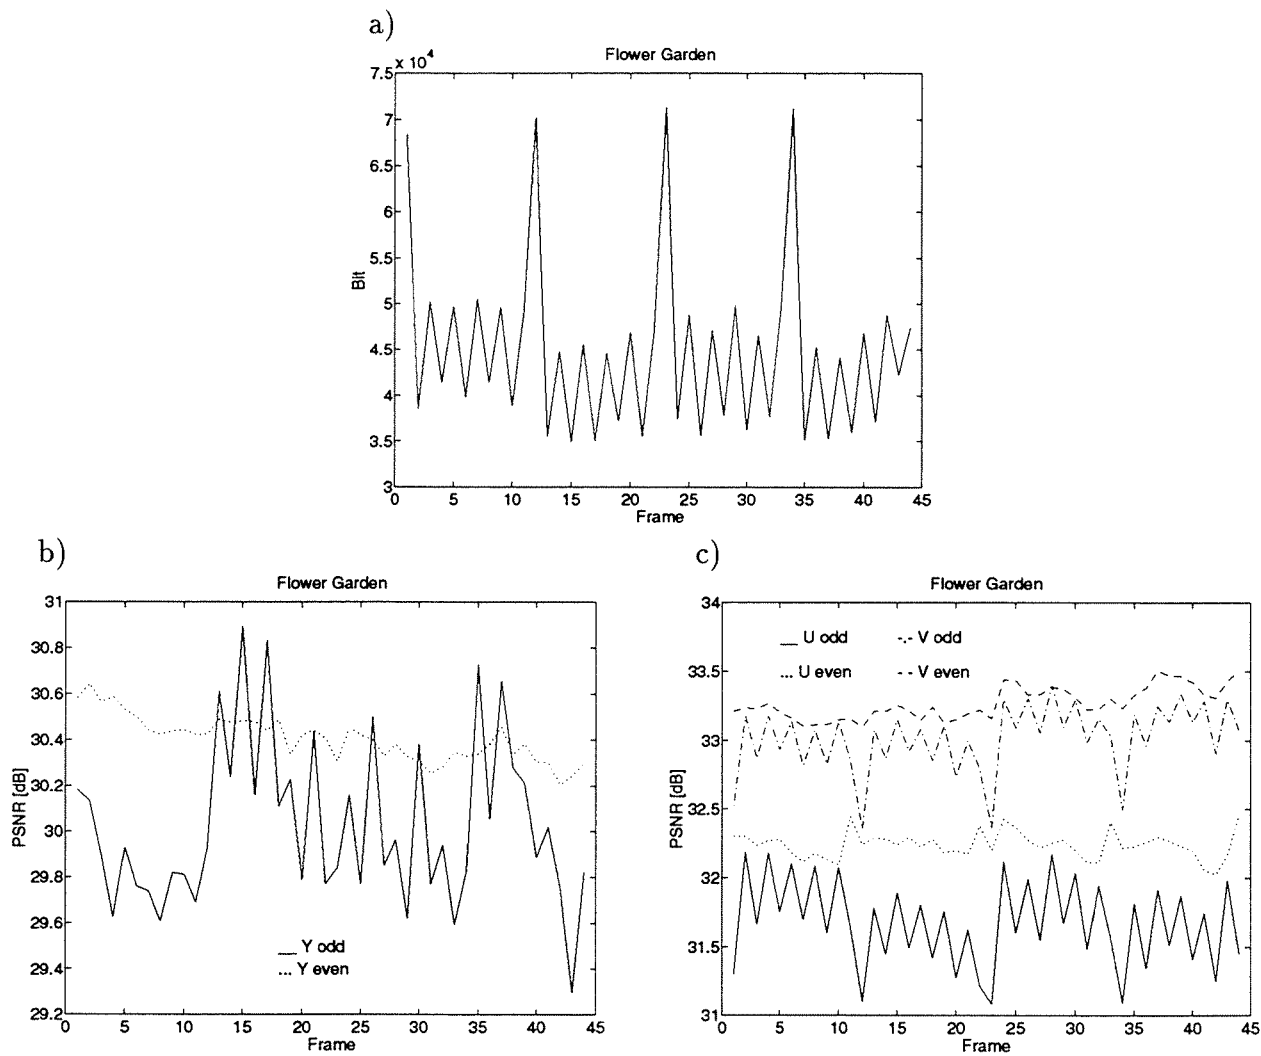 a)
Flower Garden
x 10^4
7.5
7
6.5
6
5.5
5
4.5
4
3.5
3
Bit
0 5 10 15 20 25 30 35 40 45
Frame
b)
Flower Garden
31
30.8
30.6
30.4
30.2
30
29.8
29.6
29.4
29.2
PSNR [dB]
Y odd
Y even
0 5 10 15 20 25 30 35 40 45
Frame
c)
Flower Garden
34
33.5
33
32.5
32
31.5
31
PSNR [dB]
U odd V odd
U even V even
0 5 10 15 20 25 30 35 40 45
Frame